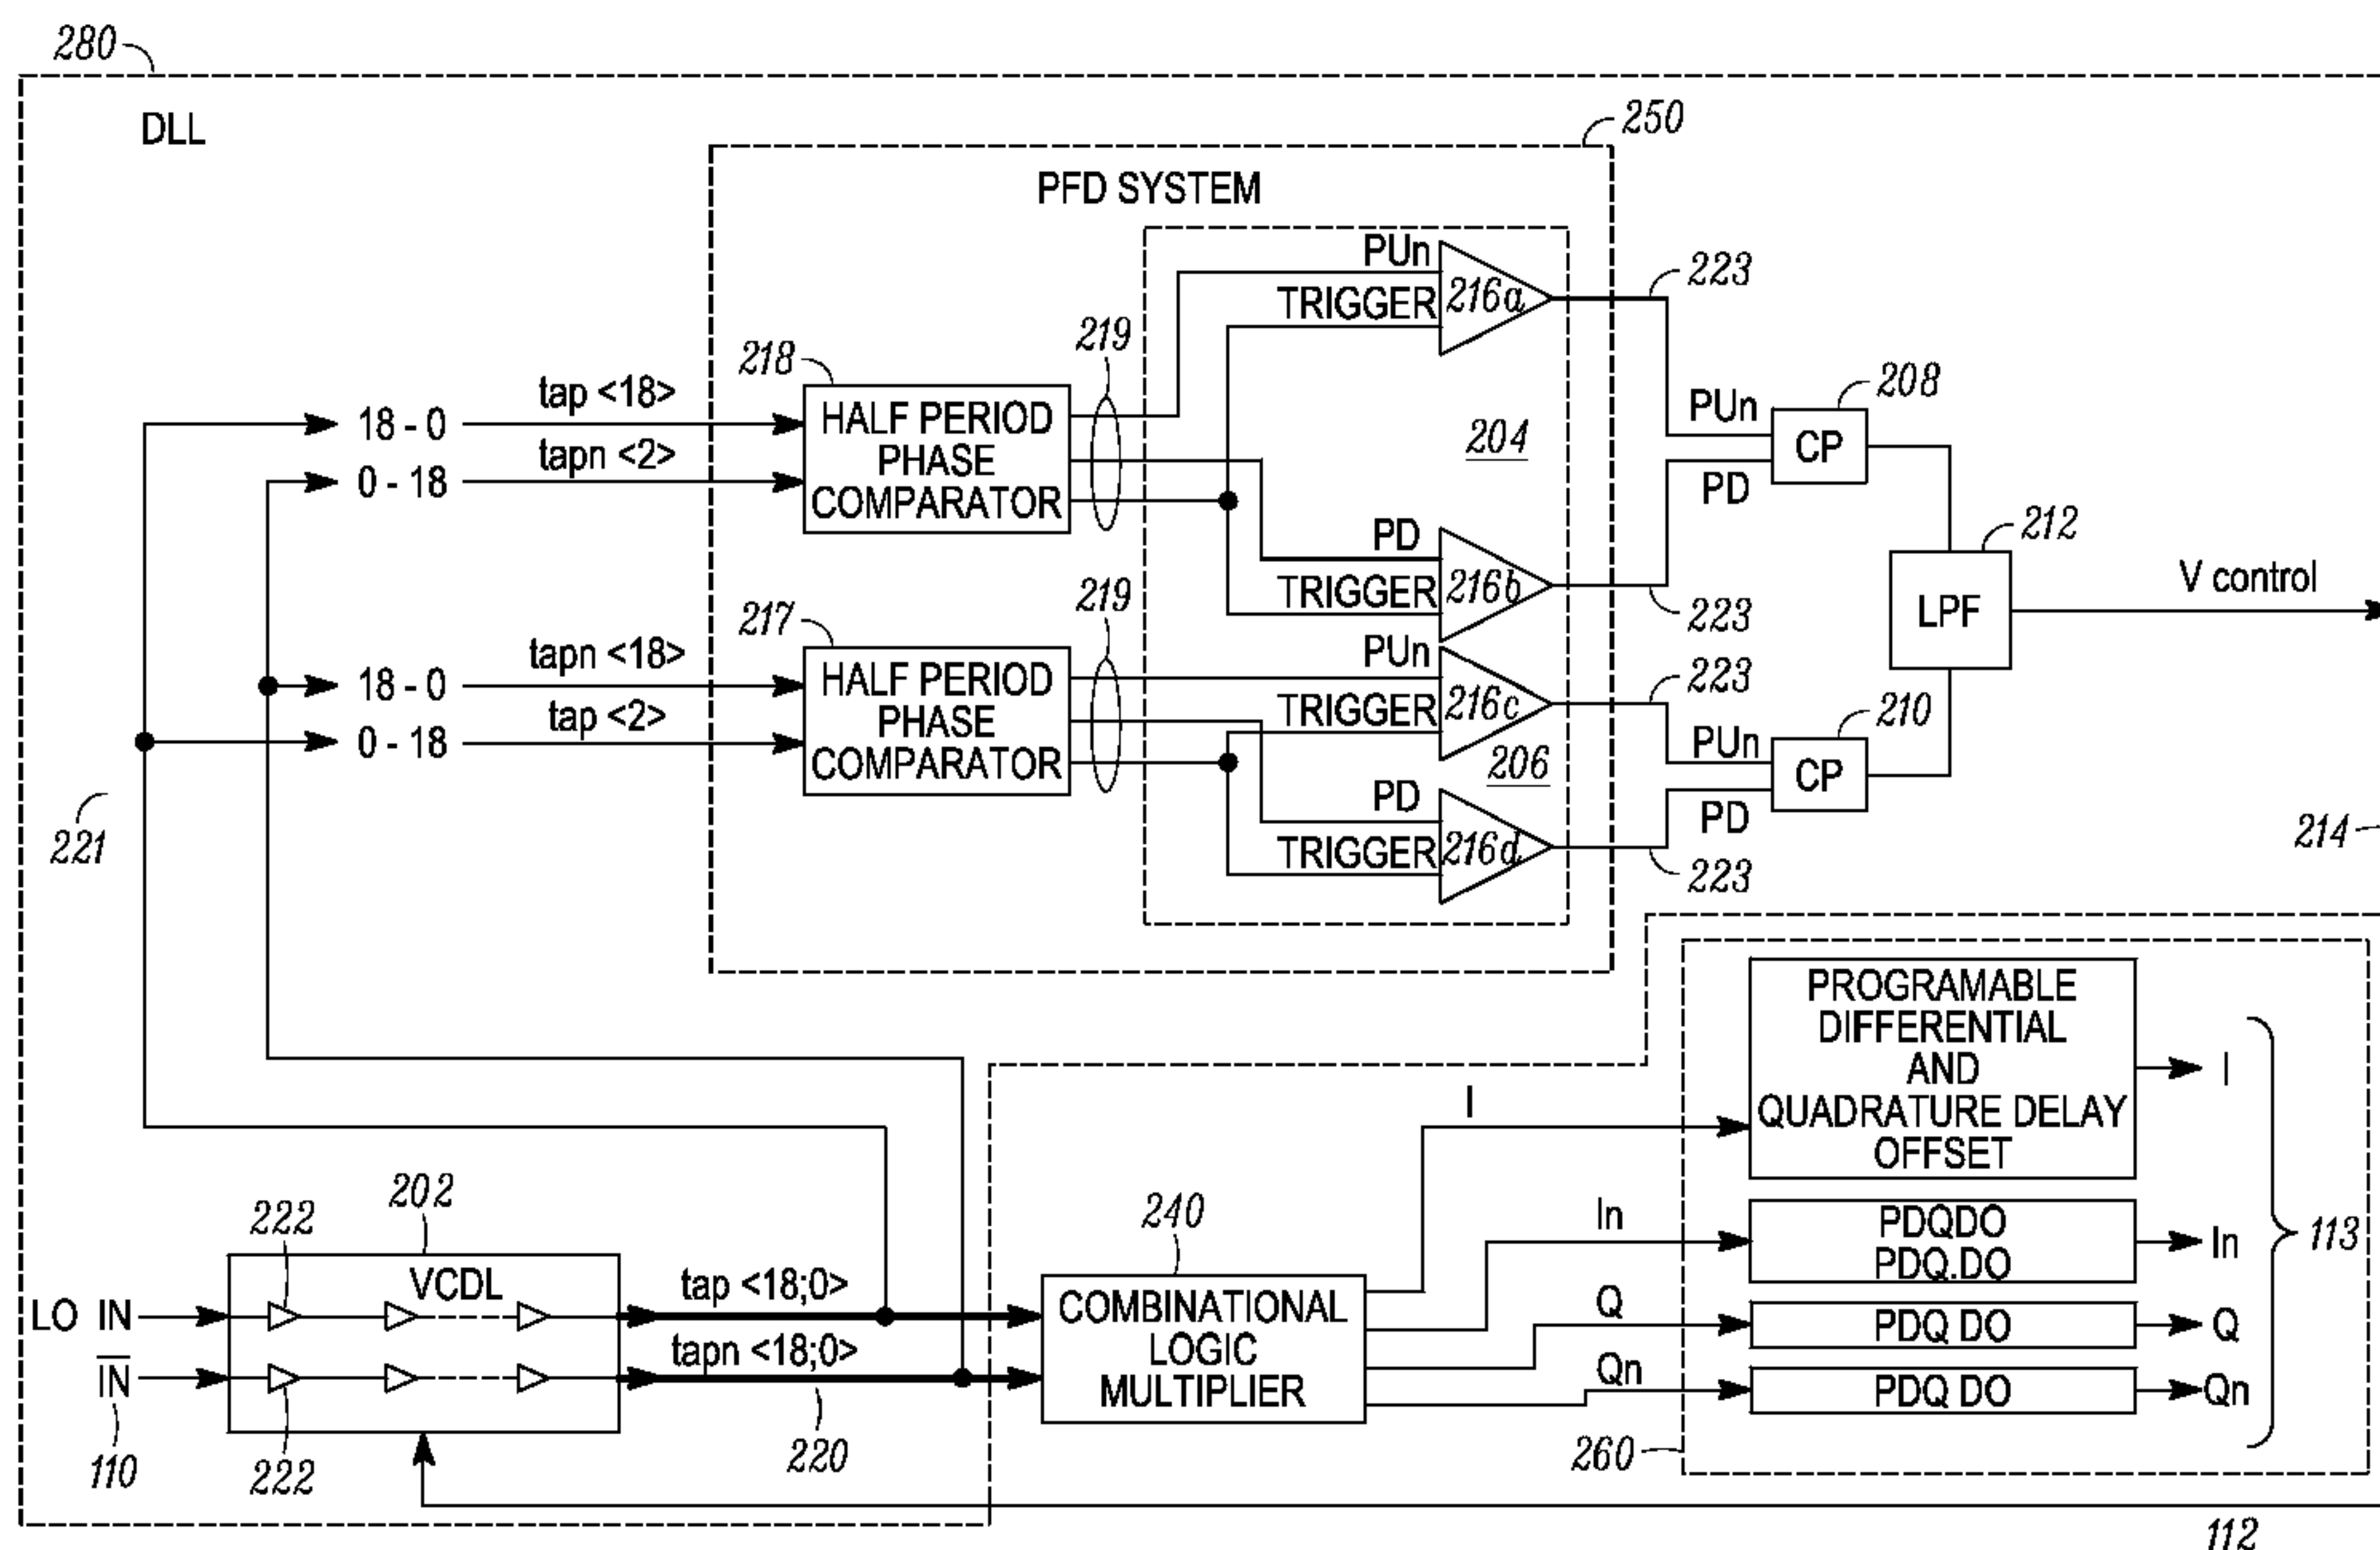 280
DLL
250
PFD SYSTEM
PUn
TRIGGER
216a
223
218
219
tap <18>
18 - 0
tapn <2>
0 - 18
HALF PERIOD
PHASE
COMPARATOR
204
PUn
208
CP
PD
PD
TRIGGER
216b
223
212
LPF
V control
217
219
tapn <18>
18 - 0
tap <2>
0 - 18
HALF PERIOD
PHASE
COMPARATOR
PUn
TRIGGER
216c
223
206
PUn
210
CP
PD
PD
TRIGGER
216d
223
221
214
PROGRAMABLE
DIFFERENTIAL
AND
QUADRATURE DELAY
OFFSET
I
I
222
202
VCDL
LO IN
IN
110
222
tap <18;0>
tapn <18;0>
220
240
COMBINATIONAL
LOGIC
MULTIPLIER
In
PDQDO
PDQ.DO
In
113
Q
PDQ DO
Q
Qn
PDQ DO
Qn
260
112